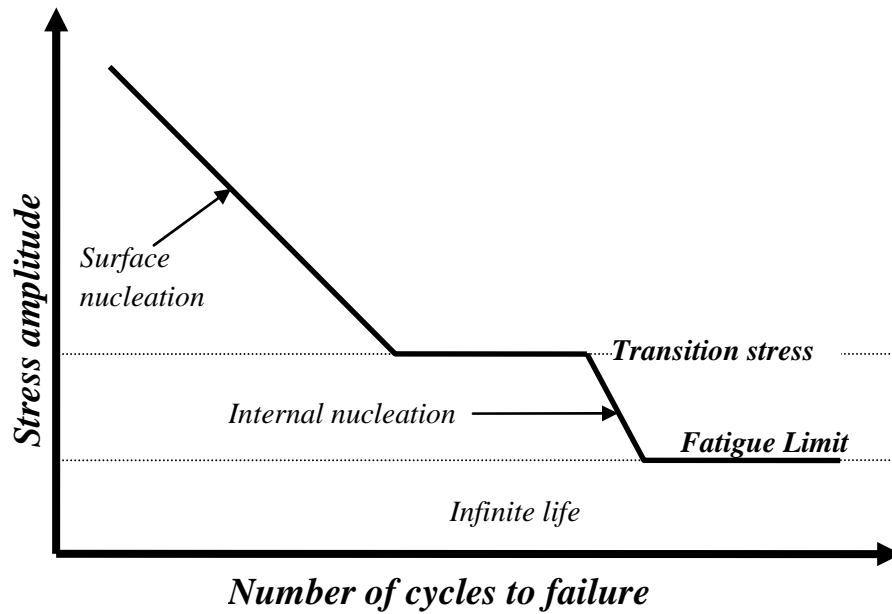 Stress amplitude
Surface
nucleation
Transition stress
Internal nucleation
Fatigue Limit
Infinite life
Number of cycles to failure